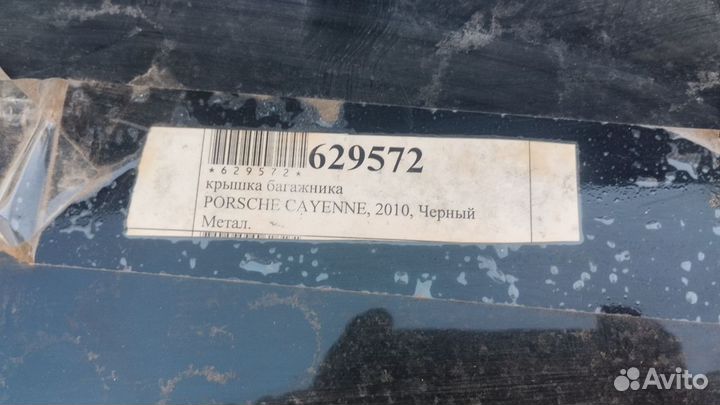 629572
*629572*
крышка багажника
PORSCHE CAYENNE, 2010, Черный
Метал.
Avito